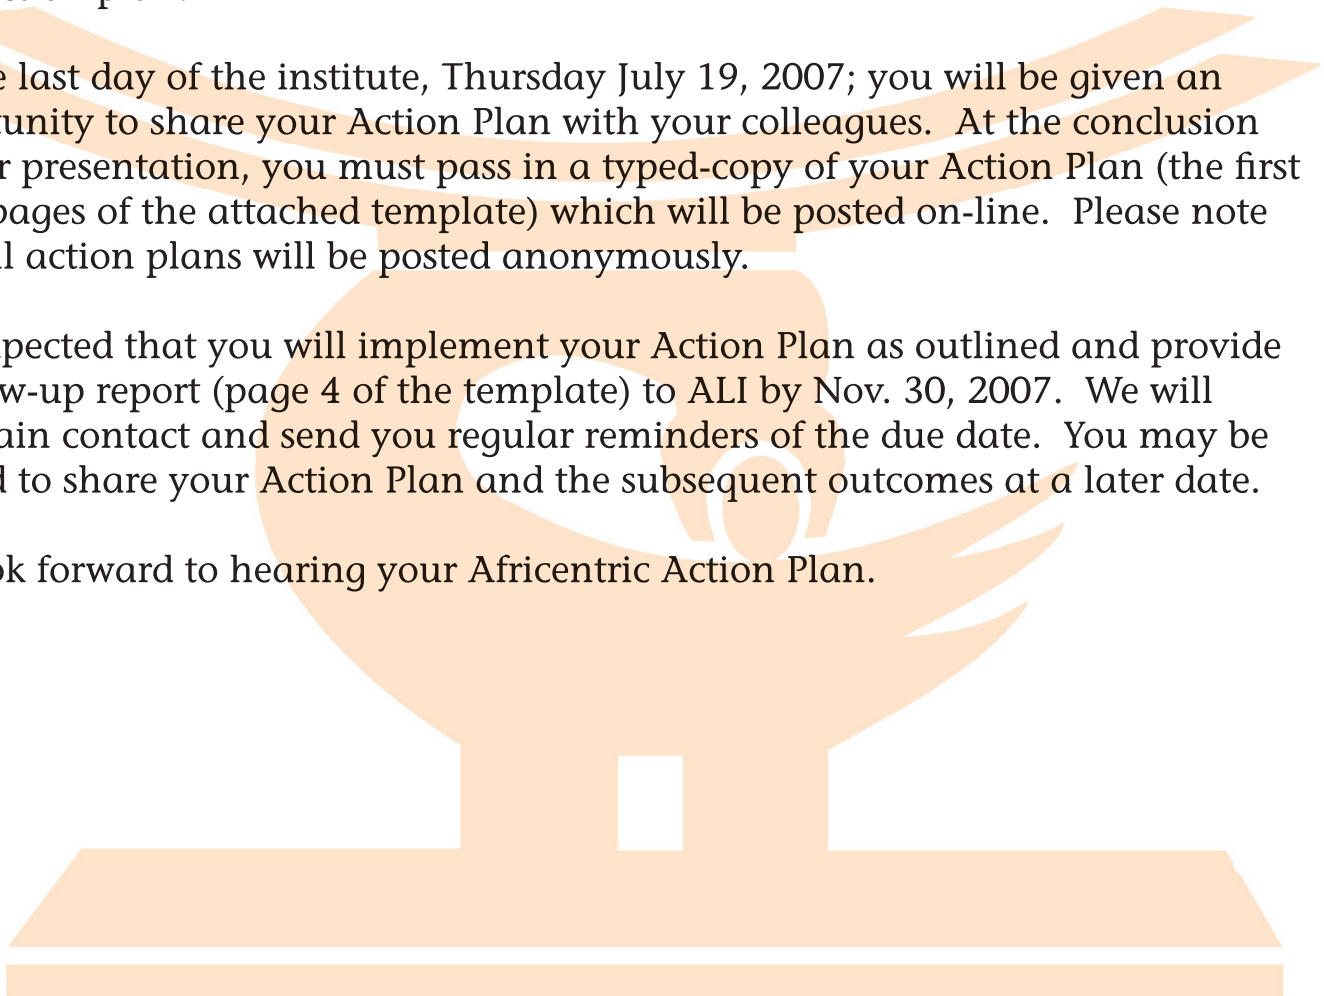 last day of the institute, Thursday July 19, 2007; you will be given an
to share your Action Plan with your colleagues.  At the conclusion
presentation, you must pass in a typed-copy of your Action Plan (the first
pages of the attached template) which will be posted on-line.  Please note
action plans will be posted anonymously.
that you will implement your Action Plan as outlined and provide
report (page 4 of the template) to ALI by Nov. 30, 2007.  We will
contact and send you regular reminders of the due date.  You may be
to share your Action Plan and the subsequent outcomes at a later date.
forward to hearing your Africentric Action Plan.